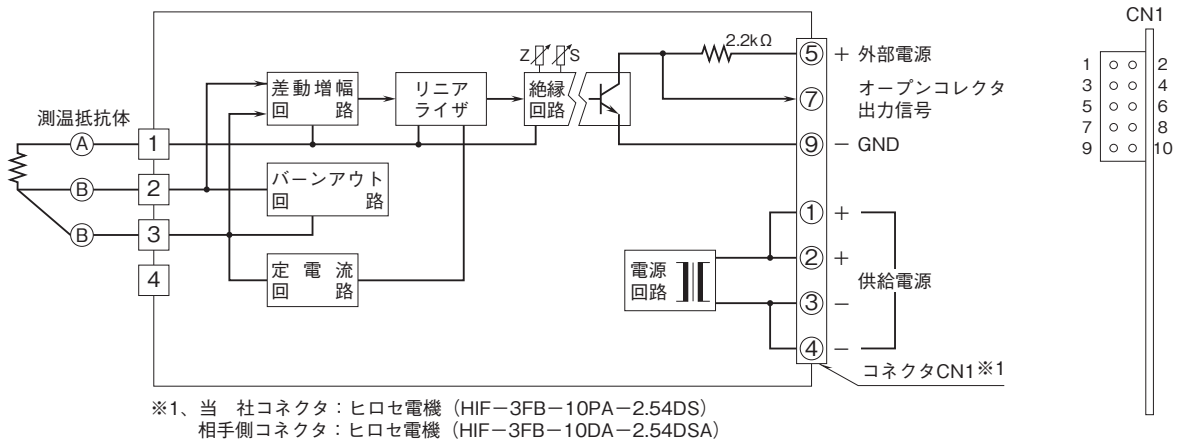 測温抵抗体
A
B
B
1
2
3
4
差動増幅
回　　路
リニア
ライザ
Z S
絶縁
回路
バーンアウト
回　　　　路
定　電　流
回　　　路
電源
回路
2.2kΩ
⑤ + 外部電源
⑦ オープンコレクタ
出力信号
⑨ − GND
① +
② +
③ −
④ −
供給電源
コネクタCN1※1
※1、当　社コネクタ：ヒロセ電機（HIF−3FB−10PA−2.54DS）
相手側コネクタ：ヒロセ電機（HIF−3FB−10DA−2.54DSA）
CN1
1 2
3 4
5 6
7 8
9 10